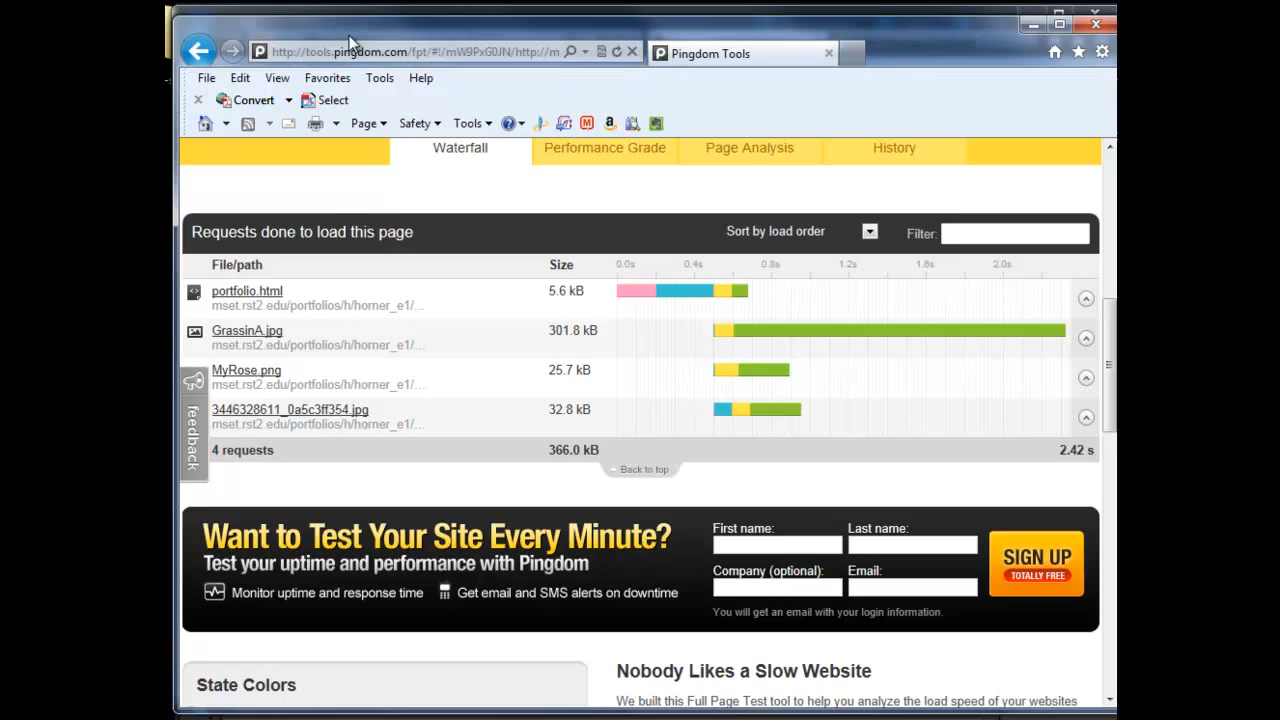 http://tools.pingdom.com/fpt/#!/mW9PxG0JN/http://m
Pingdom Tools
File Edit View Favorites Tools Help
Convert Select
Page Safety Tools
Waterfall Performance Grade Page Analysis History
Requests done to load this page Sort by load order Filter:
File/path Size 0.0s 0.4s 0.8s 1.2s 1.6s 2.0s
portfolio.html 5.6 kB
mset.rst2.edu/portfolios/h/horner_e1/...
GrassinA.jpg 301.8 kB
mset.rst2.edu/portfolios/h/horner_e1/...
MyRose.png 25.7 kB
mset.rst2.edu/portfolios/h/horner_e1/...
3446328611_0a5c3ff354.jpg 32.8 kB
mset.rst2.edu/portfolios/h/horner_e1/...
feedback
4 requests 366.0 kB 2.42 s
Back to top
Want to Test Your Site Every Minute?
Test your uptime and performance with Pingdom
Monitor uptime and response time Get email and SMS alerts on downtime
First name: Last name:
Company (optional): Email:
SIGN UP
TOTALLY FREE
You will get an email with your login information.
State Colors
Nobody Likes a Slow Website
We built this Full Page Test tool to help you analyze the load speed of your websites